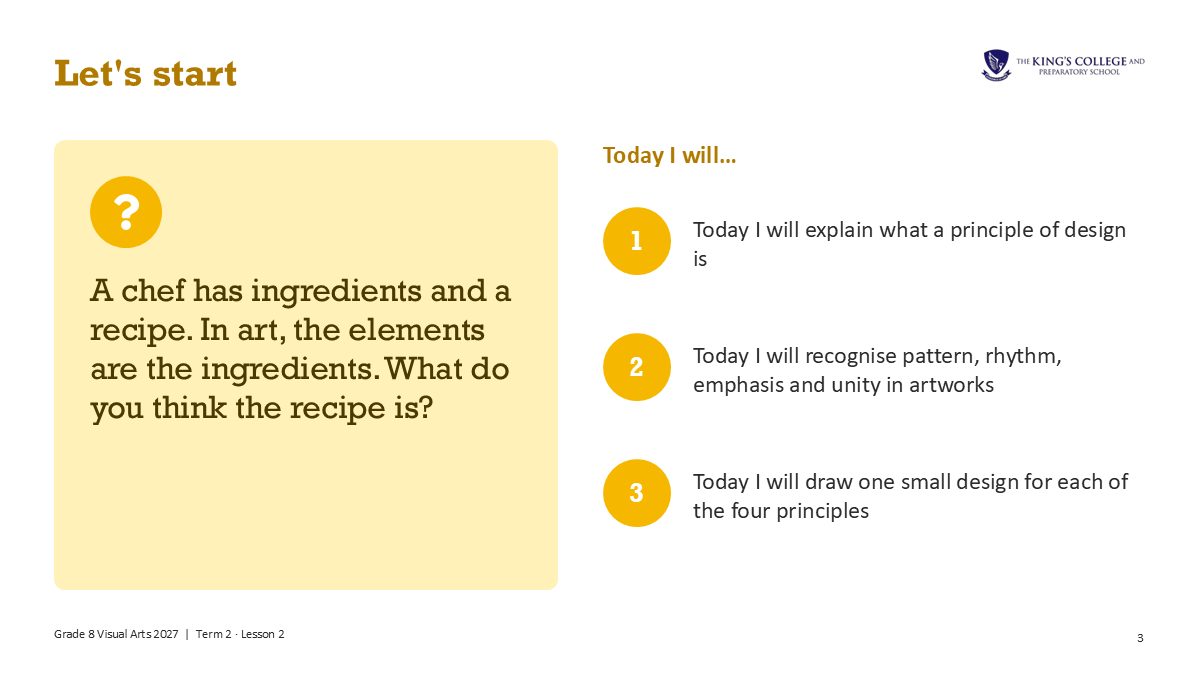 Let's start
THE KING'S COLLEGE AND
PREPARATORY SCHOOL
?
A chef has ingredients and a
recipe. In art, the elements
are the ingredients. What do
you think the recipe is?
Today I will...
1
Today I will explain what a principle of design
is
2
Today I will recognise pattern, rhythm,
emphasis and unity in artworks
3
Today I will draw one small design for each of
the four principles
Grade 8 Visual Arts 2027 | Term 2 · Lesson 2
3